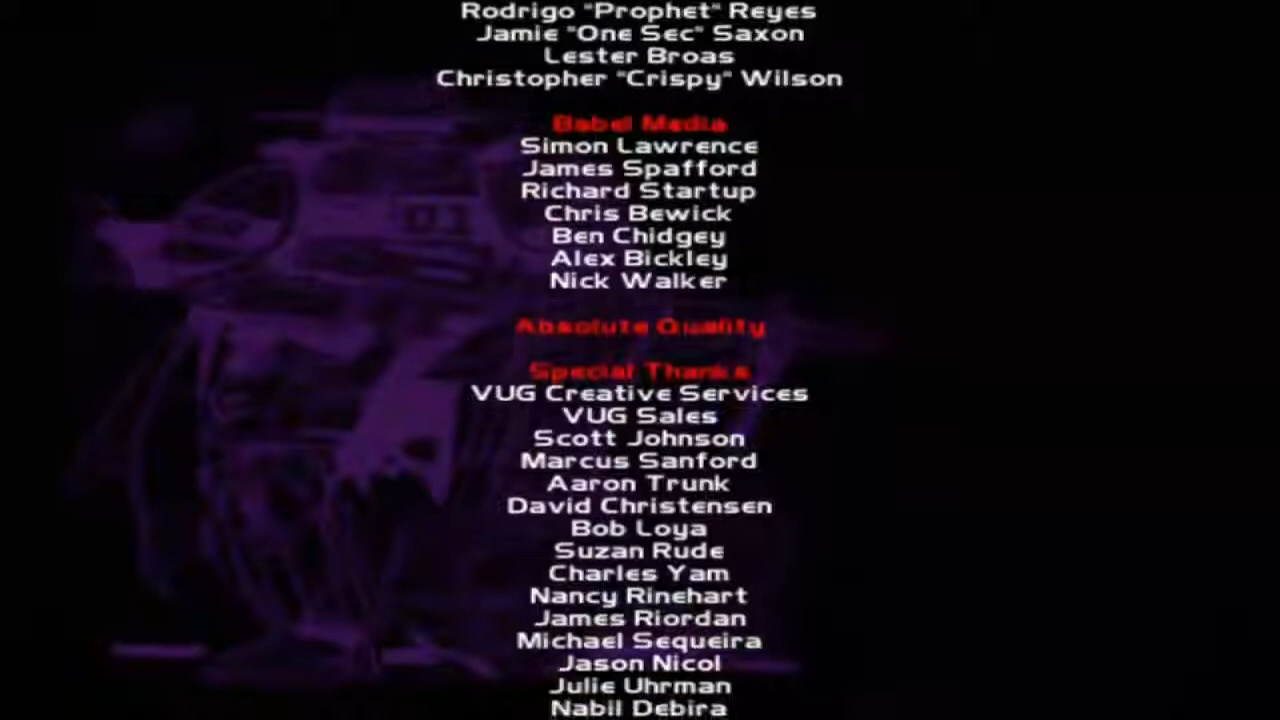 Rodrigo "Prophet" Reyes
Jamie "One Sec" Saxon
Lester Broas
Christopher "Crispy" Wilson
Babel Media
Simon Lawrence
James Spafford
Richard Startup
Chris Bewick
Ben Chidgey
Alex Bickley
Nick Walker
Absolute Quality
Special Thanks
VUG Creative Services
VUG Sales
Scott Johnson
Marcus Sanford
Aaron Trunk
David Christensen
Bob Loya
Suzan Rude
Charles Yam
Nancy Rinehart
James Riordan
Michael Sequeira
Jason Nicol
Julie Uhrman
Nabil Debira